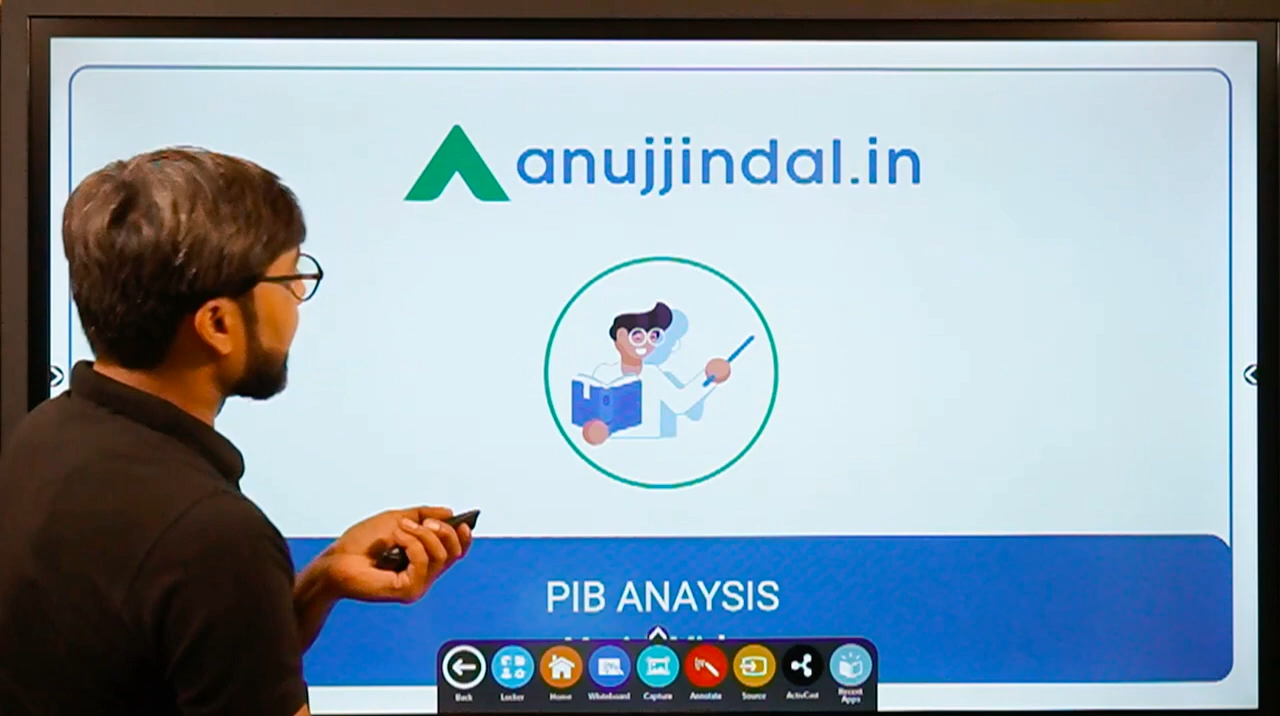 anujjindal.in
PIB ANAYSIS
Back Locker Home Whiteboard Capture Annotate Source ActivCast Recent Apps